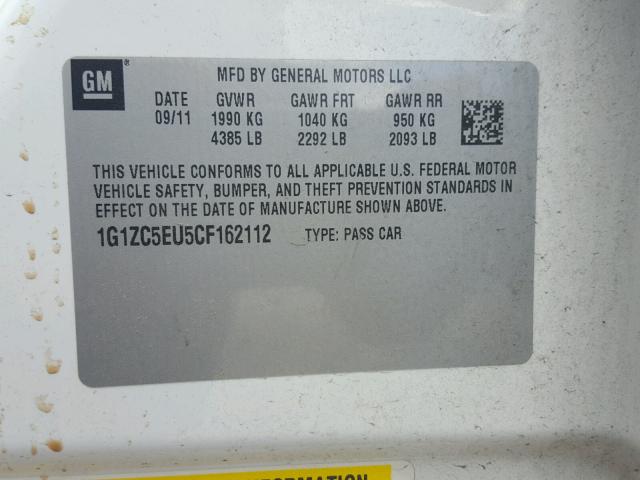 GM®
MFD BY GENERAL MOTORS LLC
DATE GVWR GAWR FRT GAWR RR
09/11 1990 KG 1040 KG 950 KG
4385 LB 2292 LB 2093 LB
THIS VEHICLE CONFORMS TO ALL APPLICABLE U.S. FEDERAL MOTOR
VEHICLE SAFETY, BUMPER, AND THEFT PREVENTION STANDARDS IN
EFFECT ON THE DATE OF MANUFACTURE SHOWN ABOVE.
1G1ZC5EU5CF162112 TYPE: PASS CAR
INFORMATION